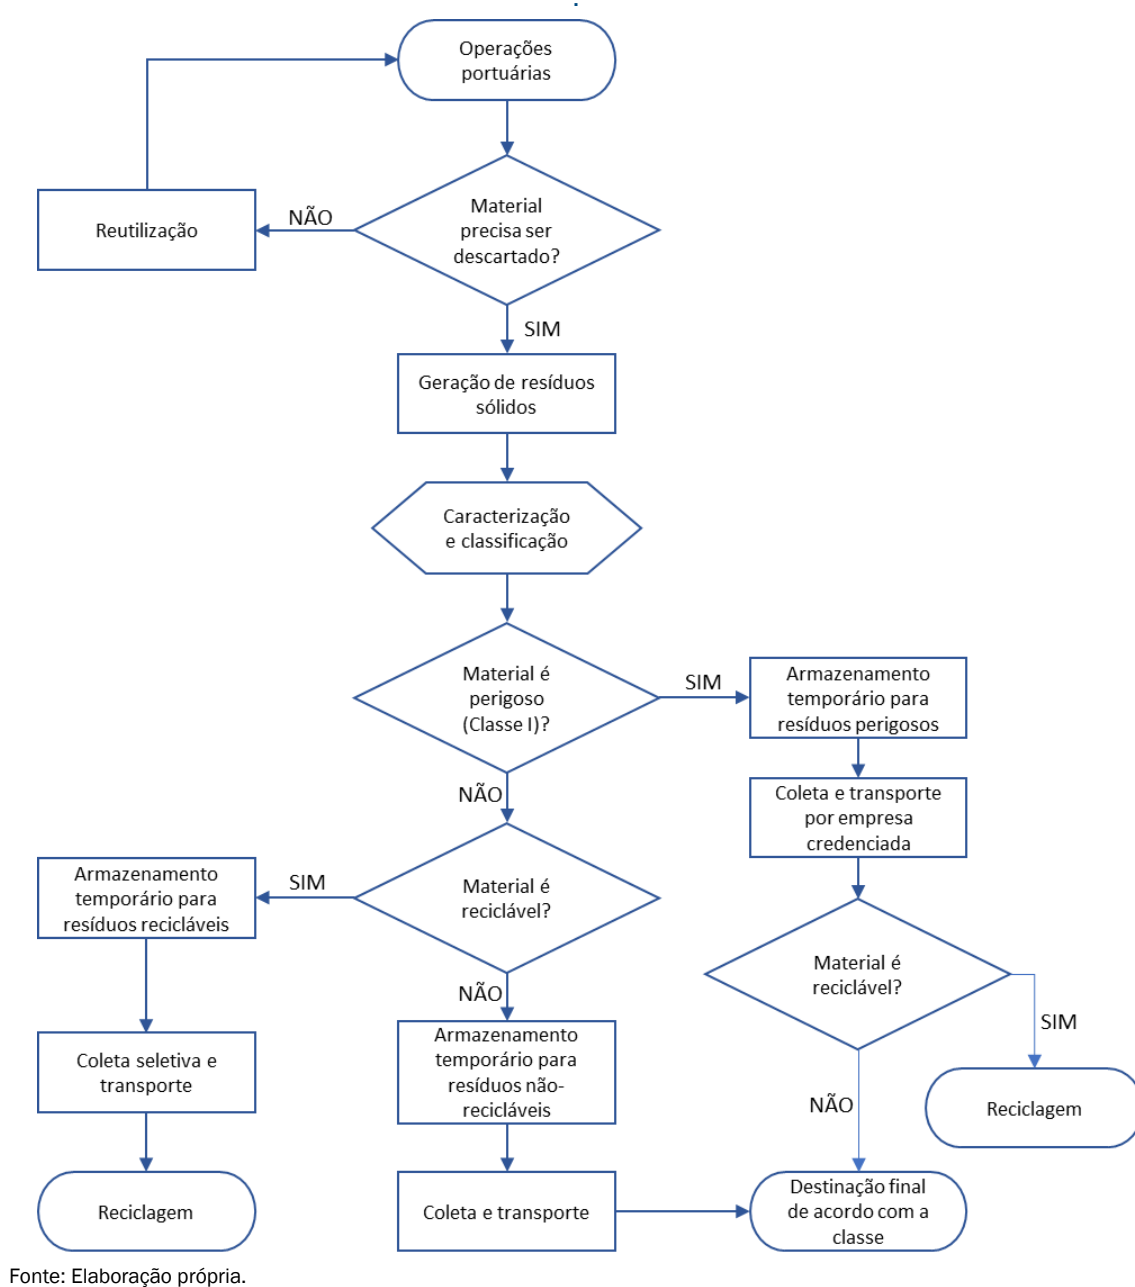 Operações
portuárias
Material
precisa ser
descartado?
NÃO
Reutilização
SIM
Geração de resíduos
sólidos
Caracterização
e classificação
Material é
perigoso
(Classe I)?
SIM
Armazenamento
temporário para
resíduos perigosos
Coleta e transporte
por empresa
credenciada
NÃO
Material é
reciclável?
SIM
Armazenamento
temporário para
resíduos recicláveis
Coleta seletiva e
transporte
Reciclagem
NÃO
Armazenamento
temporário para
resíduos não-
recicláveis
Coleta e transporte
Material é
reciclável?
SIM
Reciclagem
NÃO
Destinação final
de acordo com a
classe
Fonte: Elaboração própria.